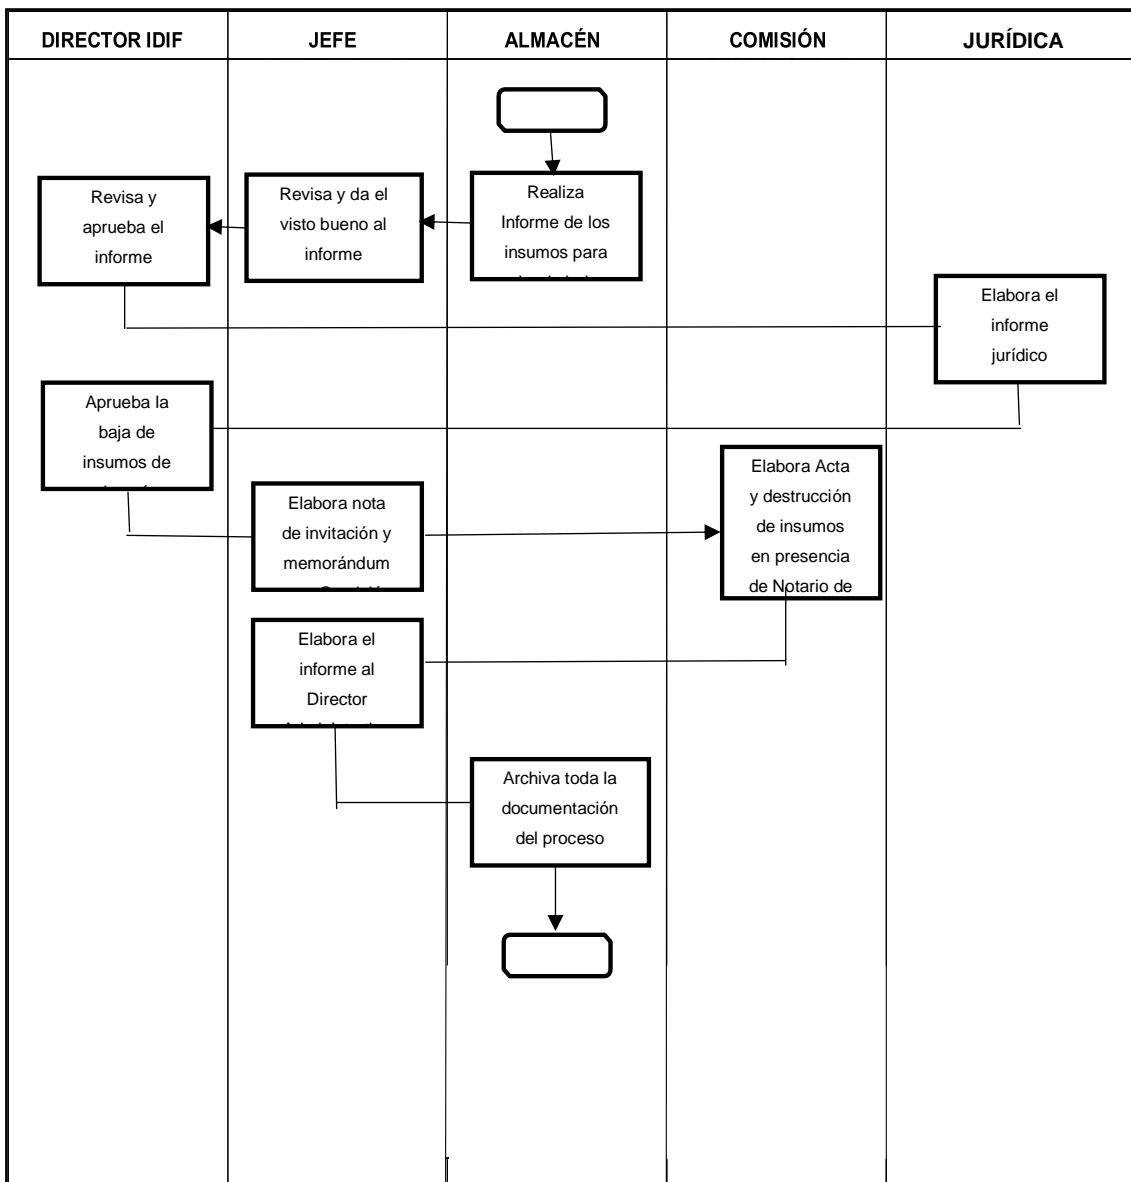 DIRECTOR IDIF
JEFE
ALMACÉN
COMISIÓN
JURÍDICA
Revisa y
aprueba el
informe
Revisa y da el
visto bueno al
informe
Realiza
Informe de los
insumos para
Elabora el
informe
jurídico
Aprueba la
baja de
insumos de
Elabora nota
de invitación y
memorándum
Elabora Acta
y destrucción
de insumos
en presencia
de Notario de
Elabora el
informe al
Director
Archiva toda la
documentación
del proceso